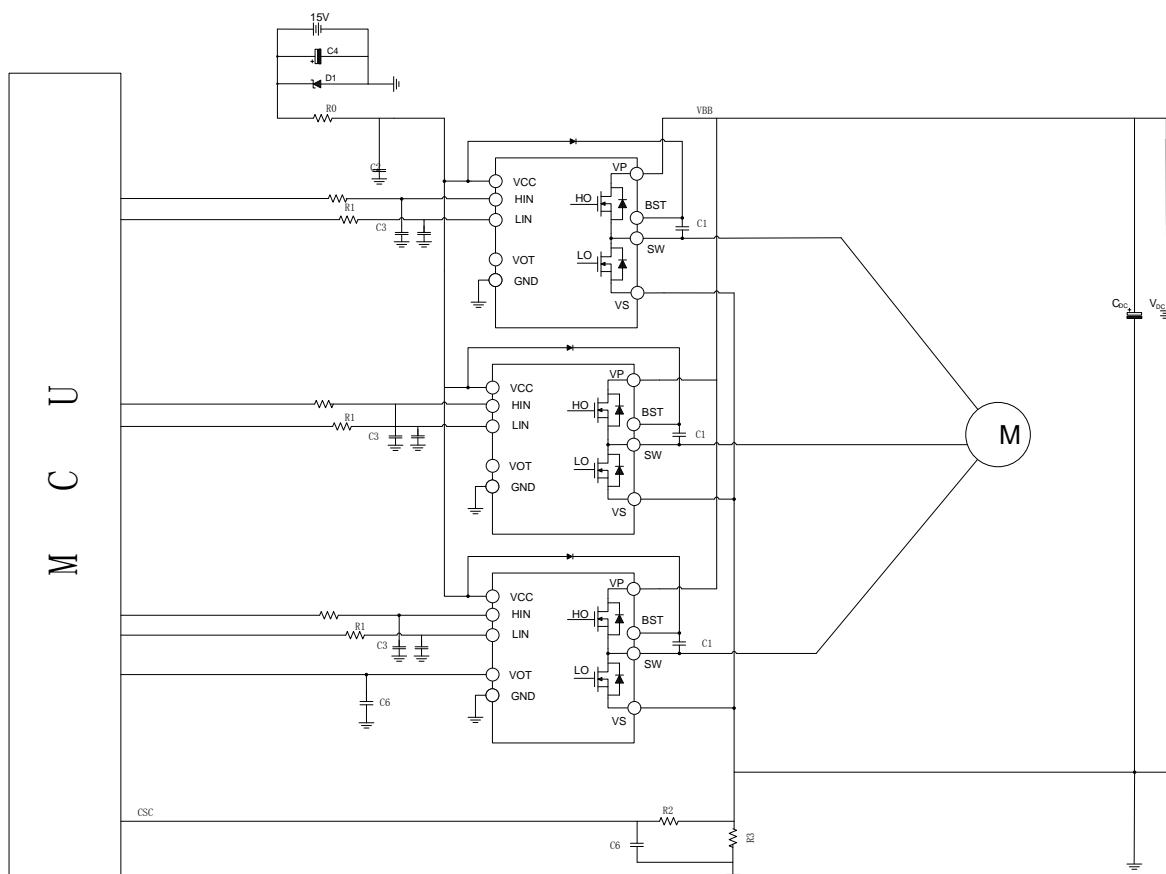 15V
C4
D1
R0
VBB
C2
VP
VCC
HO
HIN
BST
R1
LIN
C3
C1
SW
LO
VOT
GND
VS
CDC+
VDC
VP
VCC
HO
HIN
BST
R1
LIN
C3
C1
SW
LO
VOT
GND
VS
M
MCU
VP
VCC
HO
HIN
BST
R1
LIN
C3
C1
SW
LO
VOT
GND
C6
VS
CSC
R2
R3
C6